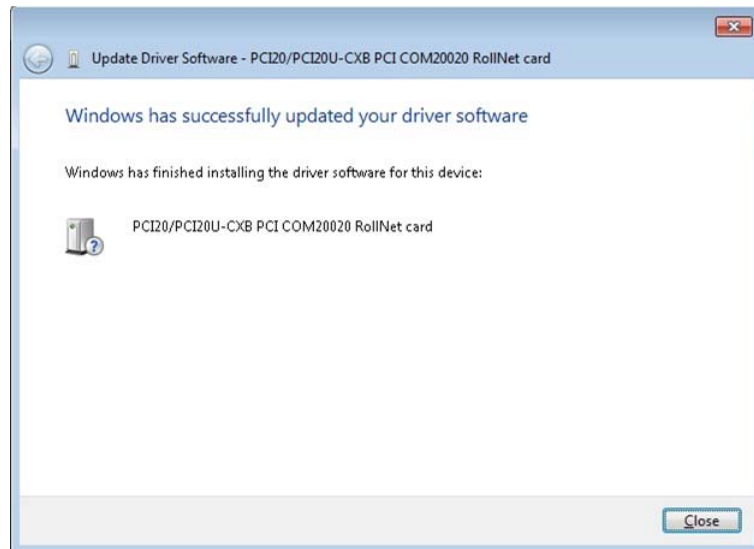 Update Driver Software - PCI20/PCI20U-CXB PCI COM20020 RollNet card
Windows has successfully updated your driver software
Windows has finished installing the driver software for this device:
PCI20/PCI20U-CXB PCI COM20020 RollNet card
Close